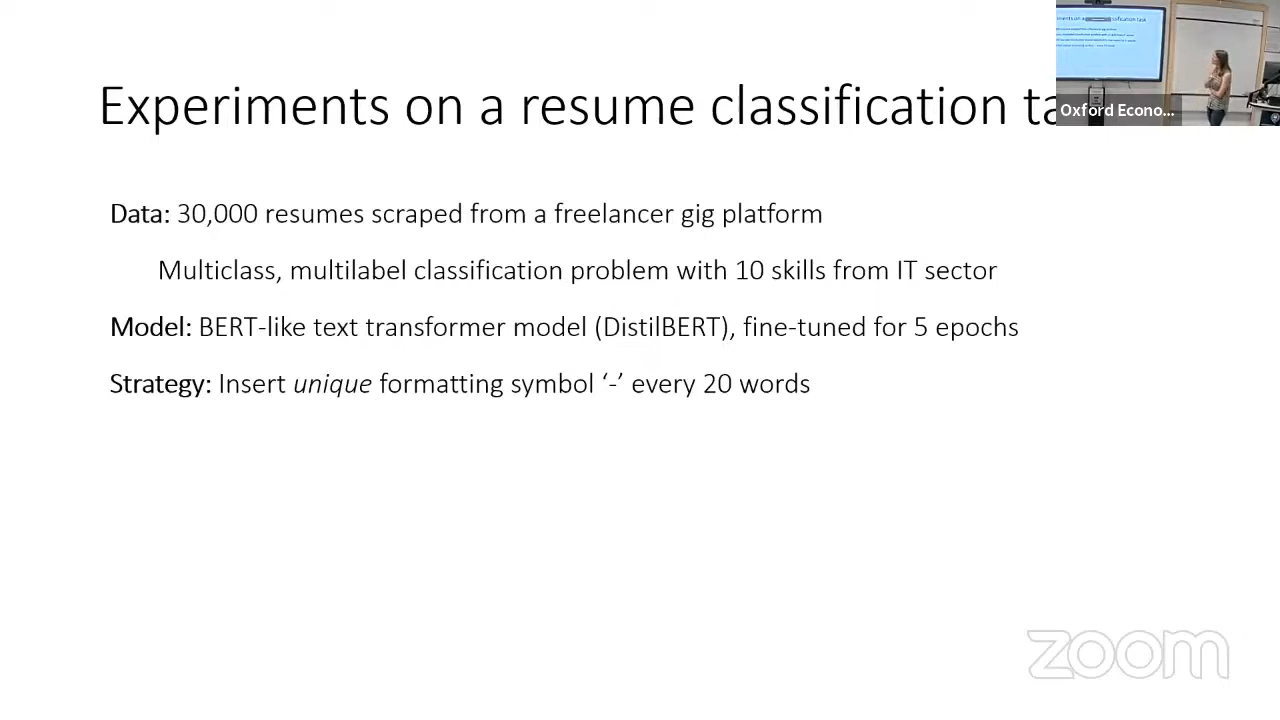 Experiments on a resume classification ta
Oxford Econo...
Data: 30,000 resumes scraped from a freelancer gig platform
Multiclass, multilabel classification problem with 10 skills from IT sector
Model: BERT-like text transformer model (DistilBERT), fine-tuned for 5 epochs
Strategy: Insert unique formatting symbol ‘-’ every 20 words
zoom